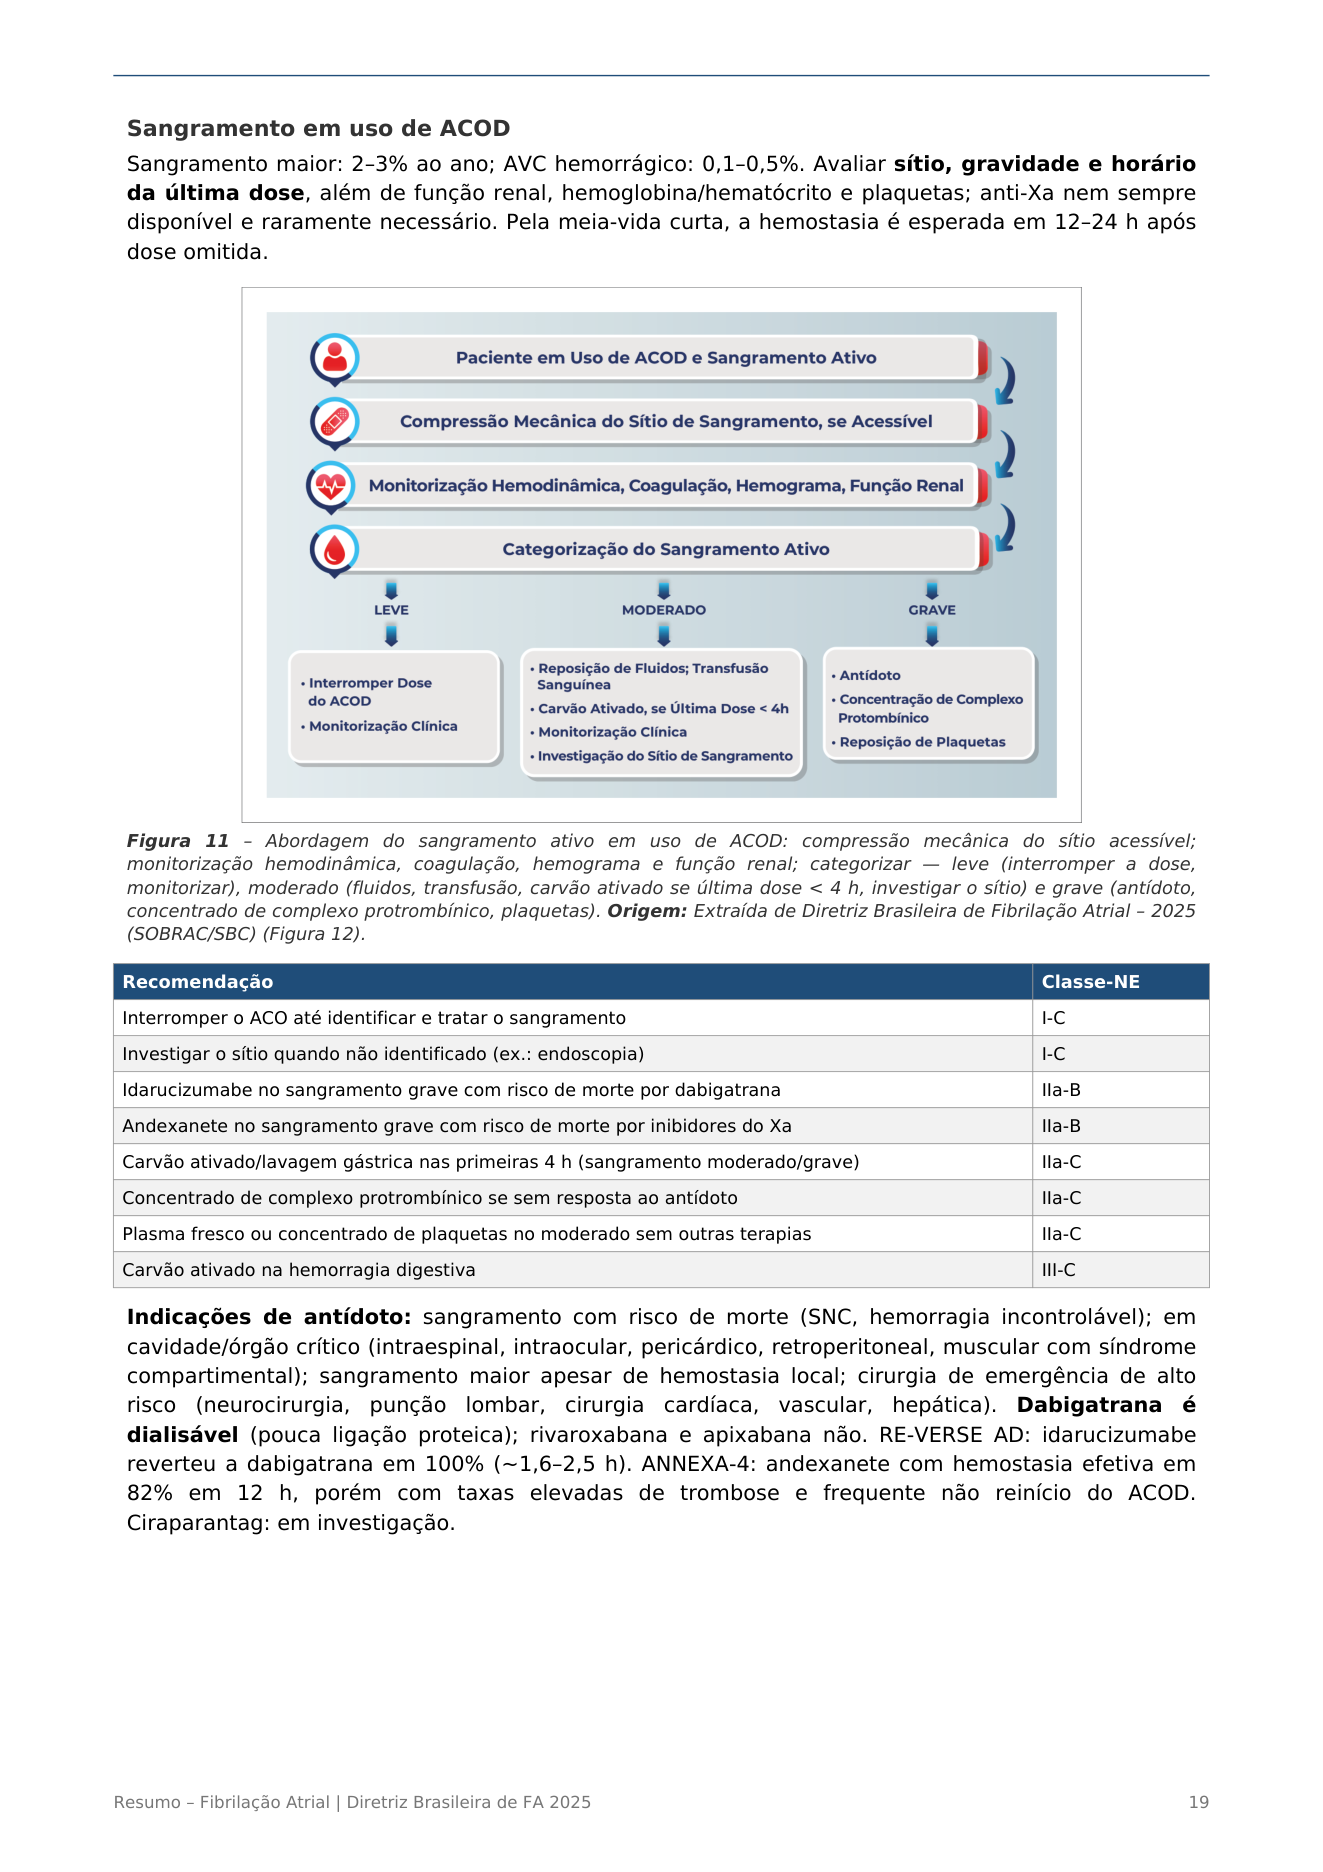 Sangramento em uso de ACOD
Sangramento maior: 2–3% ao ano; AVC hemorrágico: 0,1–0,5%. Avaliar sítio, gravidade e horário
da última dose, além de função renal, hemoglobina/hematócrito e plaquetas; anti-Xa nem sempre
disponível e raramente necessário. Pela meia-vida curta, a hemostasia é esperada em 12–24 h após
dose omitida.
Paciente em Uso de ACOD e Sangramento Ativo
Compressão Mecânica do Sítio de Sangramento, se Acessível
Monitorização Hemodinâmica, Coagulação, Hemograma, Função Renal
Categorização do Sangramento Ativo
LEVE
• Interromper Dose
do ACOD
• Monitorização Clínica
MODERADO
• Reposição de Fluidos; Transfusão
Sanguínea
• Carvão Ativado, se Última Dose < 4h
• Monitorização Clínica
• Investigação do Sítio de Sangramento
GRAVE
• Antídoto
• Concentração de Complexo
Protombínico
• Reposição de Plaquetas
Figura 11 – Abordagem do sangramento ativo em uso de ACOD: compressão mecânica do sítio acessível;
monitorização hemodinâmica, coagulação, hemograma e função renal; categorizar — leve (interromper a dose,
monitorizar), moderado (fluidos, transfusão, carvão ativado se última dose < 4 h, investigar o sítio) e grave (antídoto,
concentrado de complexo protrombínico, plaquetas). Origem: Extraída de Diretriz Brasileira de Fibrilação Atrial – 2025
(SOBRAC/SBC) (Figura 12).
Recomendação Classe-NE
Interromper o ACO até identificar e tratar o sangramento I-C
Investigar o sítio quando não identificado (ex.: endoscopia) I-C
Idarucizumabe no sangramento grave com risco de morte por dabigatrana IIa-B
Andexanete no sangramento grave com risco de morte por inibidores do Xa IIa-B
Carvão ativado/lavagem gástrica nas primeiras 4 h (sangramento moderado/grave) IIa-C
Concentrado de complexo protrombínico se sem resposta ao antídoto IIa-C
Plasma fresco ou concentrado de plaquetas no moderado sem outras terapias IIa-C
Carvão ativado na hemorragia digestiva III-C
Indicações de antídoto: sangramento com risco de morte (SNC, hemorragia incontrolável); em
cavidade/órgão crítico (intraespinal, intraocular, pericárdico, retroperitoneal, muscular com síndrome
compartimental); sangramento maior apesar de hemostasia local; cirurgia de emergência de alto
risco (neurocirurgia, punção lombar, cirurgia cardíaca, vascular, hepática). Dabigatrana é
dialisável (pouca ligação proteica); rivaroxabana e apixabana não. RE-VERSE AD: idarucizumabe
reverteu a dabigatrana em 100% (~1,6–2,5 h). ANNEXA-4: andexanete com hemostasia efetiva em
82% em 12 h, porém com taxas elevadas de trombose e frequente não reinício do ACOD.
Ciraparantag: em investigação.
Resumo – Fibrilação Atrial | Diretriz Brasileira de FA 2025 19